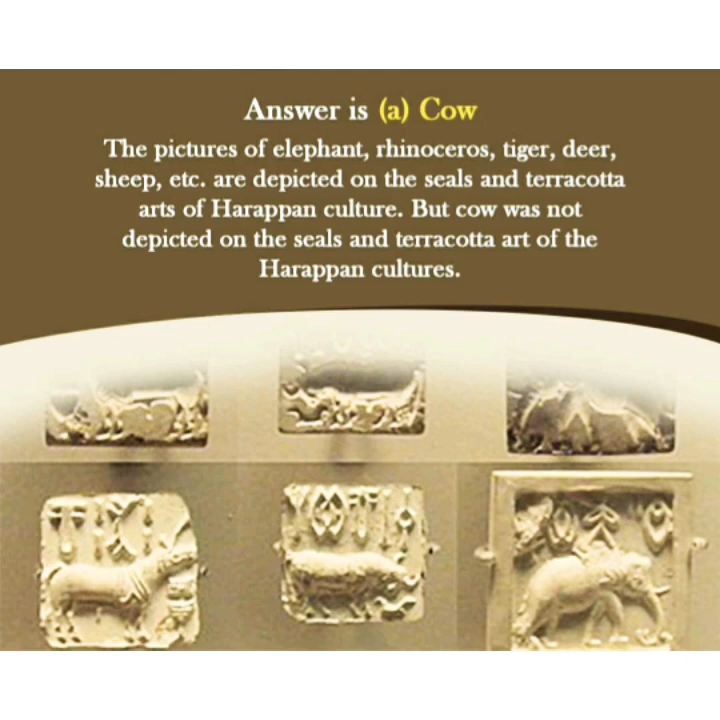 Answer is (a) Cow
The pictures of elephant, rhinoceros, tiger, deer,
sheep, etc. are depicted on the seals and terracotta
arts of Harappan culture. But cow was not
depicted on the seals and terracotta art of the
Harappan cultures.